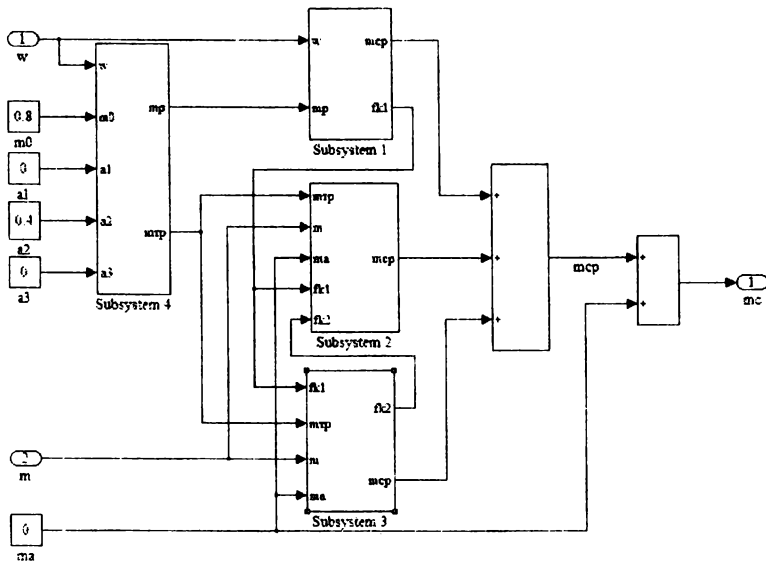 1
w
w
mcp
w
0.8
m0
mp
mp
fk1
m0
Subsystem 1
0
a1
a1
mrp
0.4
a2
m
a2
mrp
ma
mcp
mcp
1
mc
0
a3
fk1
a3
Subsystem 4
fk2
Subsystem 2
fk1
fk2
mrp
2
m
m
mcp
ma
Subsystem 3
0
ma
+
+
+
+
+